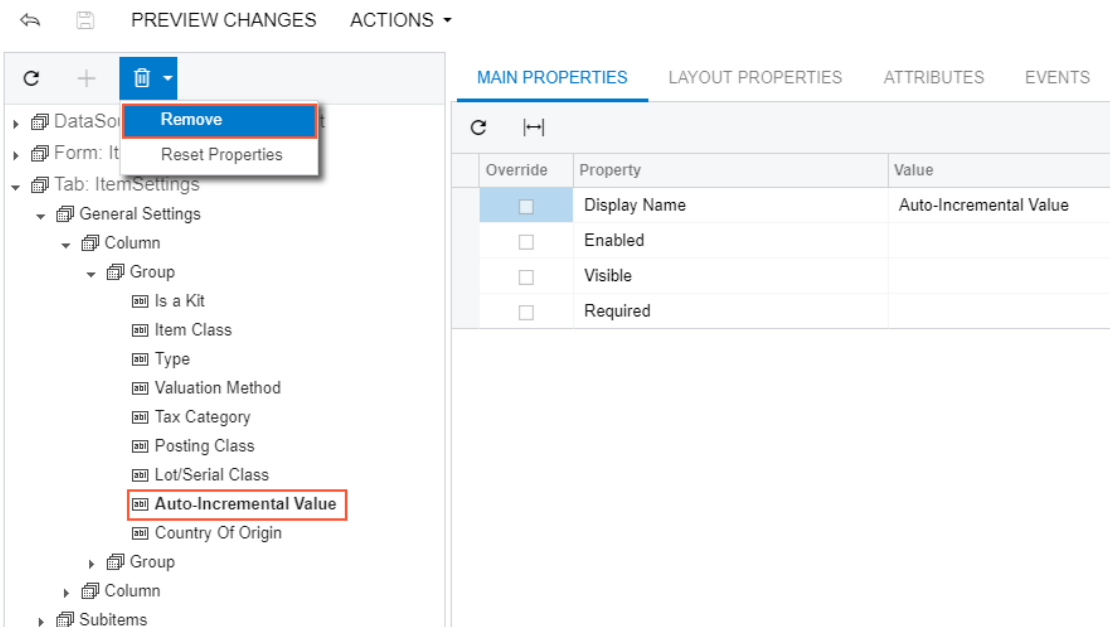 PREVIEW CHANGES ACTIONS
MAIN PROPERTIES LAYOUT PROPERTIES ATTRIBUTES EVENTS
Remove
Reset Properties
Form:
Tab: ItemSettings
General Settings
Column
Group
Is a Kit
Item Class
Type
Valuation Method
Tax Category
Posting Class
Lot/Serial Class
Auto-Incremental Value
Country Of Origin
Group
Column
Subitems
Override Property Value
Display Name Auto-Incremental Value
Enabled
Visible
Required